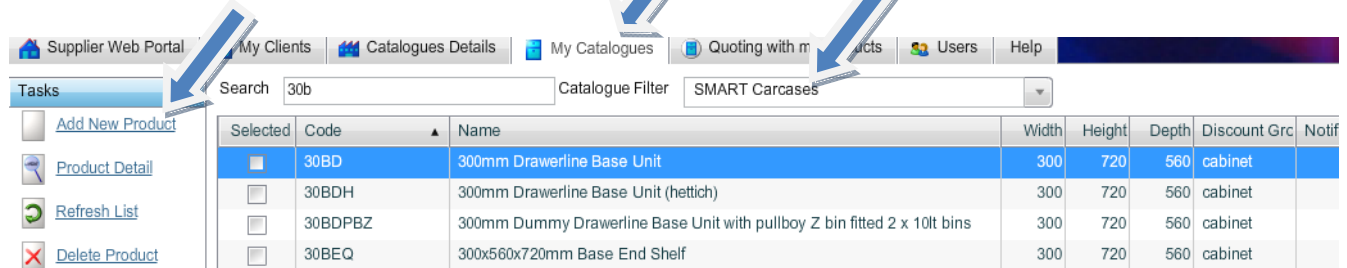 Supplier Web Portal My Clients Catalogues Details My Catalogues Quoting with m ucts Users Help
Tasks Search 30b Catalogue Filter SMART Carcases
Add New Product
Product Detail
Refresh List
Delete Product
Selected Code Name Width Height Depth Discount Grc Notif
30BD 300mm Drawerline Base Unit 300 720 560 cabinet
30BDH 300mm Drawerline Base Unit (hettich) 300 720 560 cabinet
30BDPBZ 300mm Dummy Drawerline Base Unit with pullboy Z bin fitted 2 x 10lt bins 300 720 560 cabinet
30BEQ 300x560x720mm Base End Shelf 300 720 560 cabinet